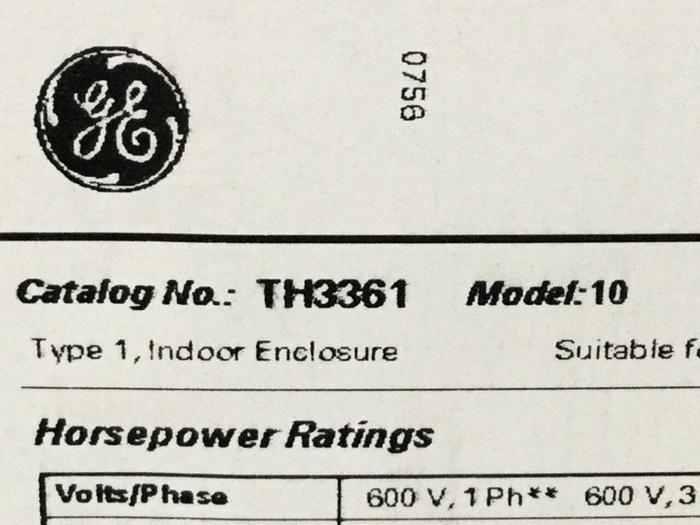 GE
0756
Catalog No.: TH3361 Model:10
Type 1, Indoor Enclosure Suitable
Horsepower Ratings
Volts/Phase 600 V, 1 Ph** 600 V, 3